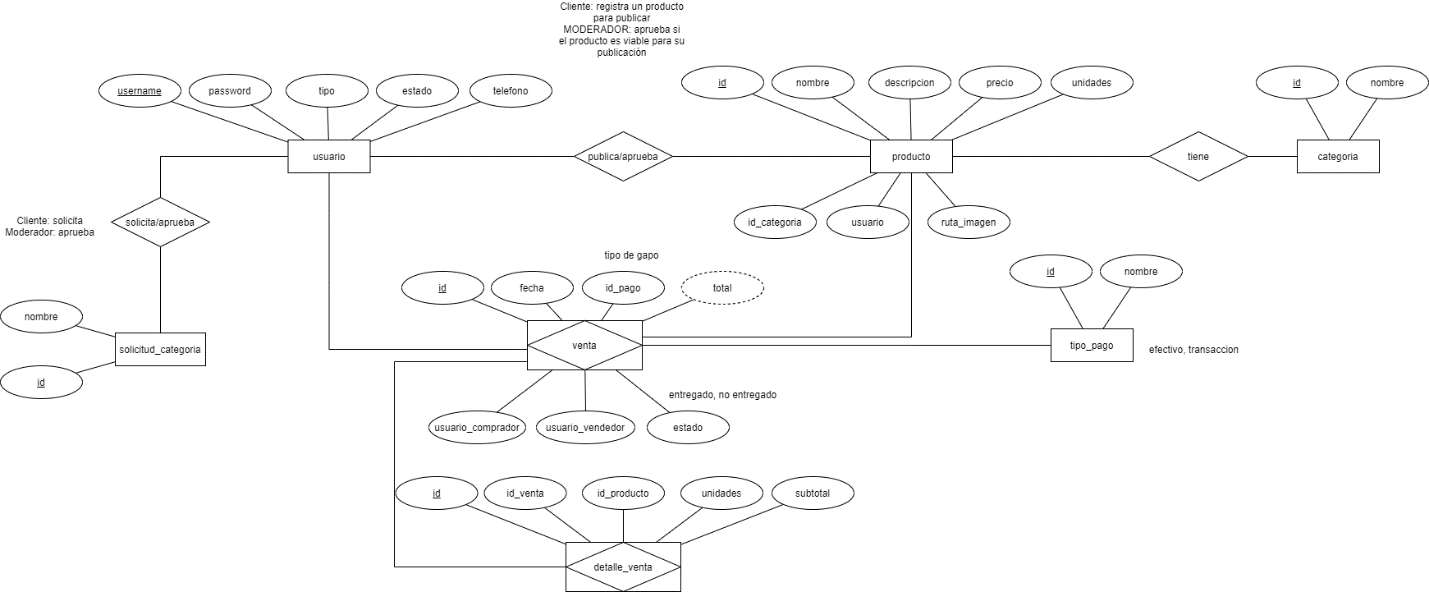 Cliente: registra un producto
para publicar
MODERADOR: aprueba si
el producto es viable para su
publicación
username
password
tipo
estado
telefono
id
nombre
descripcion
precio
unidades
id
nombre
usuario
publica/aprueba
producto
tiene
categoria
Cliente: solicita
Moderador: aprueba
solicita/aprueba
id_categoria
usuario
ruta_imagen
tipo de gapo
id
fecha
id_pago
total
id
nombre
nombre
solicitud_categoria
id
venta
tipo_pago
efectivo, transaccion
entregado, no entregado
usuario_comprador
usuario_vendedor
estado
id
id_venta
id_producto
unidades
subtotal
detalle_venta